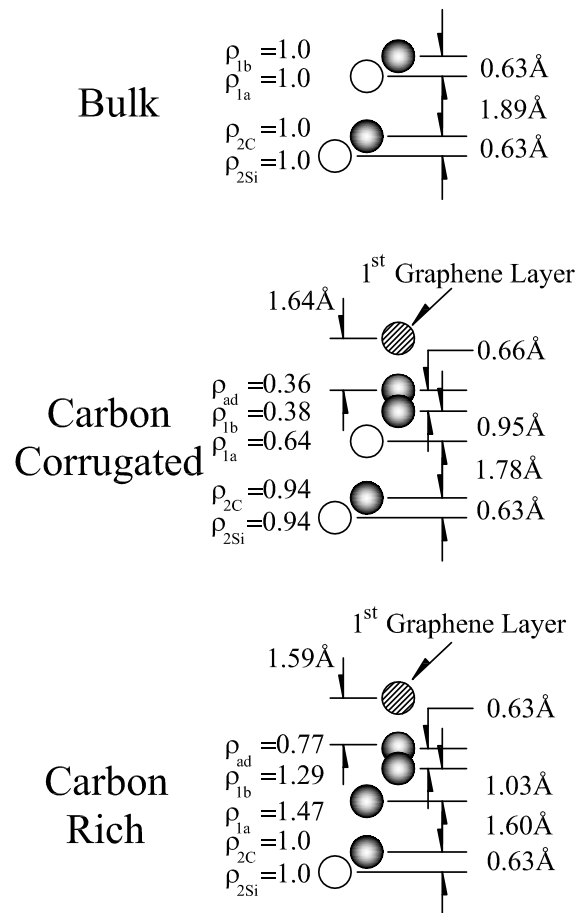 Bulk
ρ1b=1.0
ρ1a=1.0
ρ2C=1.0
ρ2Si=1.0
0.63Å
1.89Å
0.63Å
Carbon
Corrugated
1st Graphene Layer
1.64Å
ρad=0.36
ρ1b=0.38
ρ1a=0.64
ρ2C=0.94
ρ2Si=0.94
0.66Å
0.95Å
1.78Å
0.63Å
Carbon
Rich
1st Graphene Layer
1.59Å
ρad=0.77
ρ1b=1.29
ρ1a=1.47
ρ2C=1.0
ρ2Si=1.0
0.63Å
1.03Å
1.60Å
0.63Å